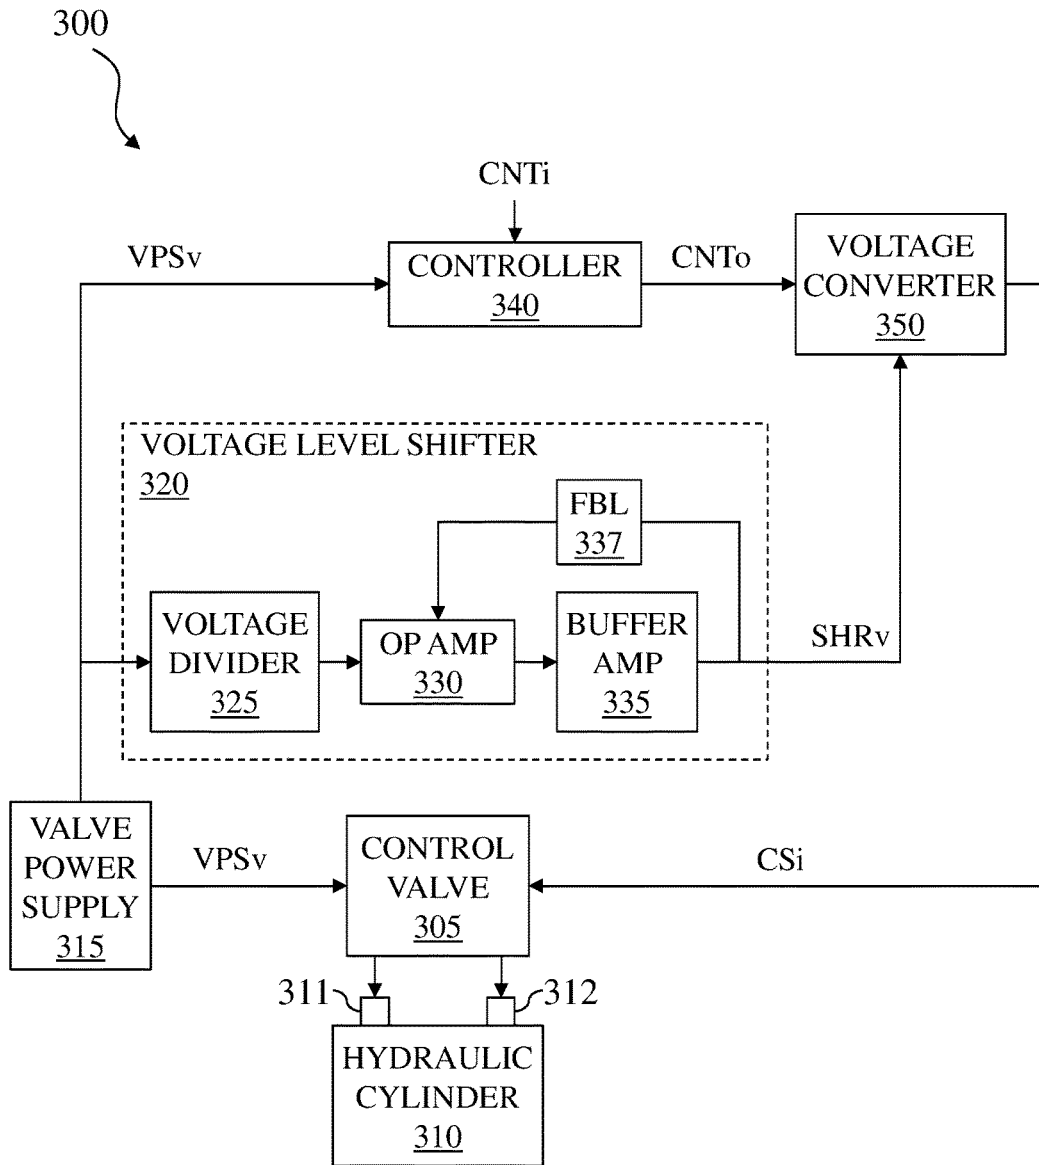 300
CNTi
VPSv
CONTROLLER
340
CNTo
VOLTAGE
CONVERTER
350
VOLTAGE LEVEL SHIFTER
320
FBL
337
VOLTAGE
DIVIDER
325
OP AMP
330
BUFFER
AMP
335
SHRv
VALVE
POWER
SUPPLY
315
VPSv
CONTROL
VALVE
305
CSi
311
312
HYDRAULIC
CYLINDER
310